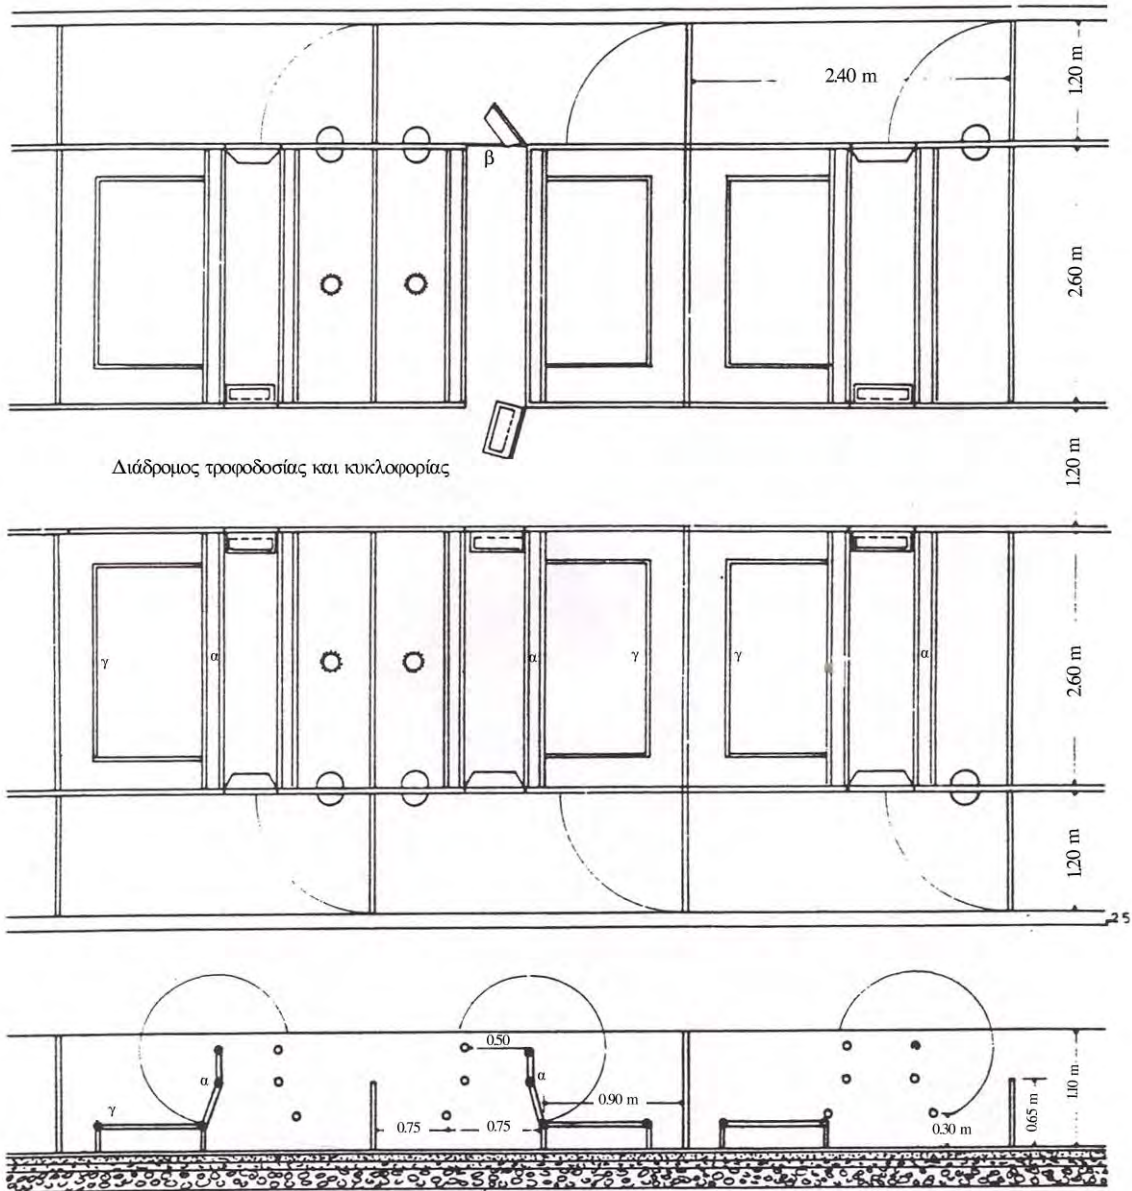 2.40 m
1.20 m
β
2.60 m
Διάδρομος τροφοδοσίας και κυκλοφορίας
1.20 m
γ α α γ γ α
2.60 m
1.20 m
25
0.50
α α
γ
0.90 m
0.65 m
1.10 m
0.75 0.75
0.30 m